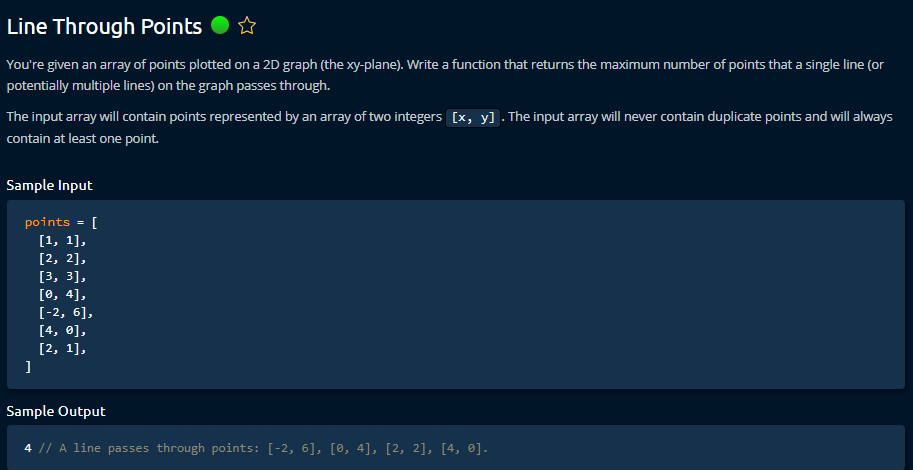 Line Through Points
You're given an array of points plotted on a 2D graph (the xy-plane). Write a function that returns the maximum number of points that a single line (or
potentially multiple lines) on the graph passes through.
The input array will contain points represented by an array of two integers [x, y] . The input array will never contain duplicate points and will always
contain at least one point.
Sample Input
points = [
  [1, 1],
  [2, 2],
  [3, 3],
  [0, 4],
  [-2, 6],
  [4, 0],
  [2, 1],
]
Sample Output
4 // A line passes through points: [-2, 6], [0, 4], [2, 2], [4, 0].